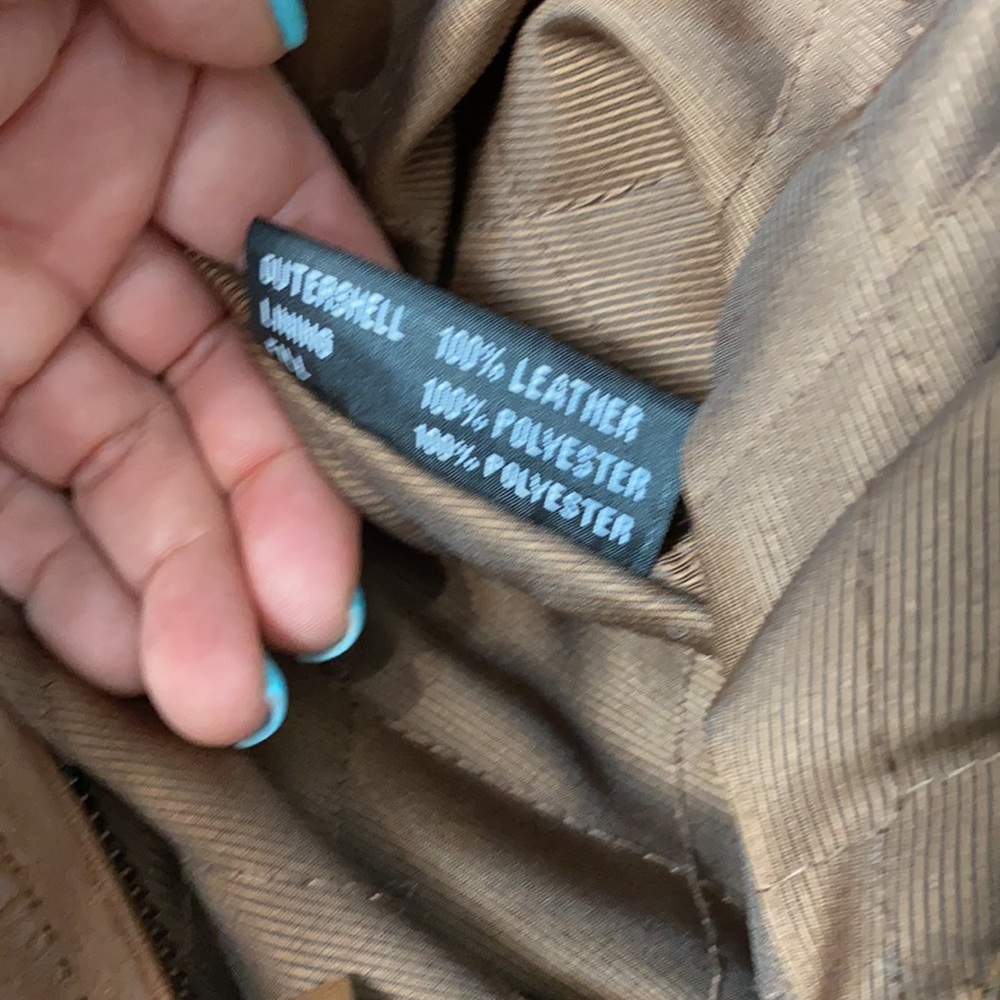 OUTERSHELL 100% LEATHER
LINING 100% POLYESTER
FILL 100% POLYESTER